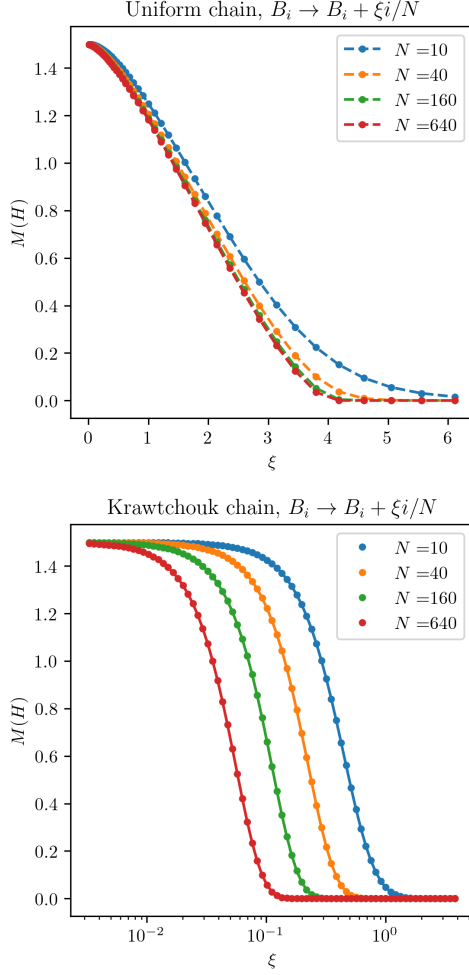 Uniform chain, $B_i \to B_i + \xi i/N$
1.4
1.2
1.0
0.8
0.6
0.4
0.2
0.0
M(H)
N =10
N =40
N =160
N =640
0 1 2 3 4 5 6
ξ
Krawtchouk chain, $B_i \to B_i + \xi i/N$
1.4
1.2
1.0
0.8
0.6
0.4
0.2
0.0
M(H)
N =10
N =40
N =160
N =640
$10^{-2}$ $10^{-1}$ $10^{0}$
ξ